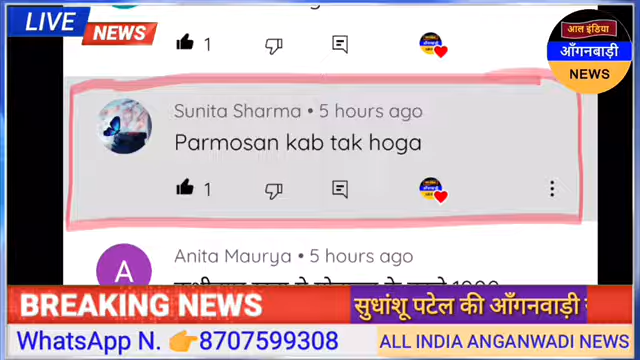 LIVE
NEWS
आल इंडिया
आँगनबाड़ी
NEWS
1
Sunita Sharma • 5 hours ago
Parmosan kab tak hoga
1
A
Anita Maurya • 5 hours ago
BREAKING NEWS
सुधांशू पटेल की आँगनवाड़ी
WhatsApp N. 👉8707599308
ALL INDIA ANGANWADI NEWS